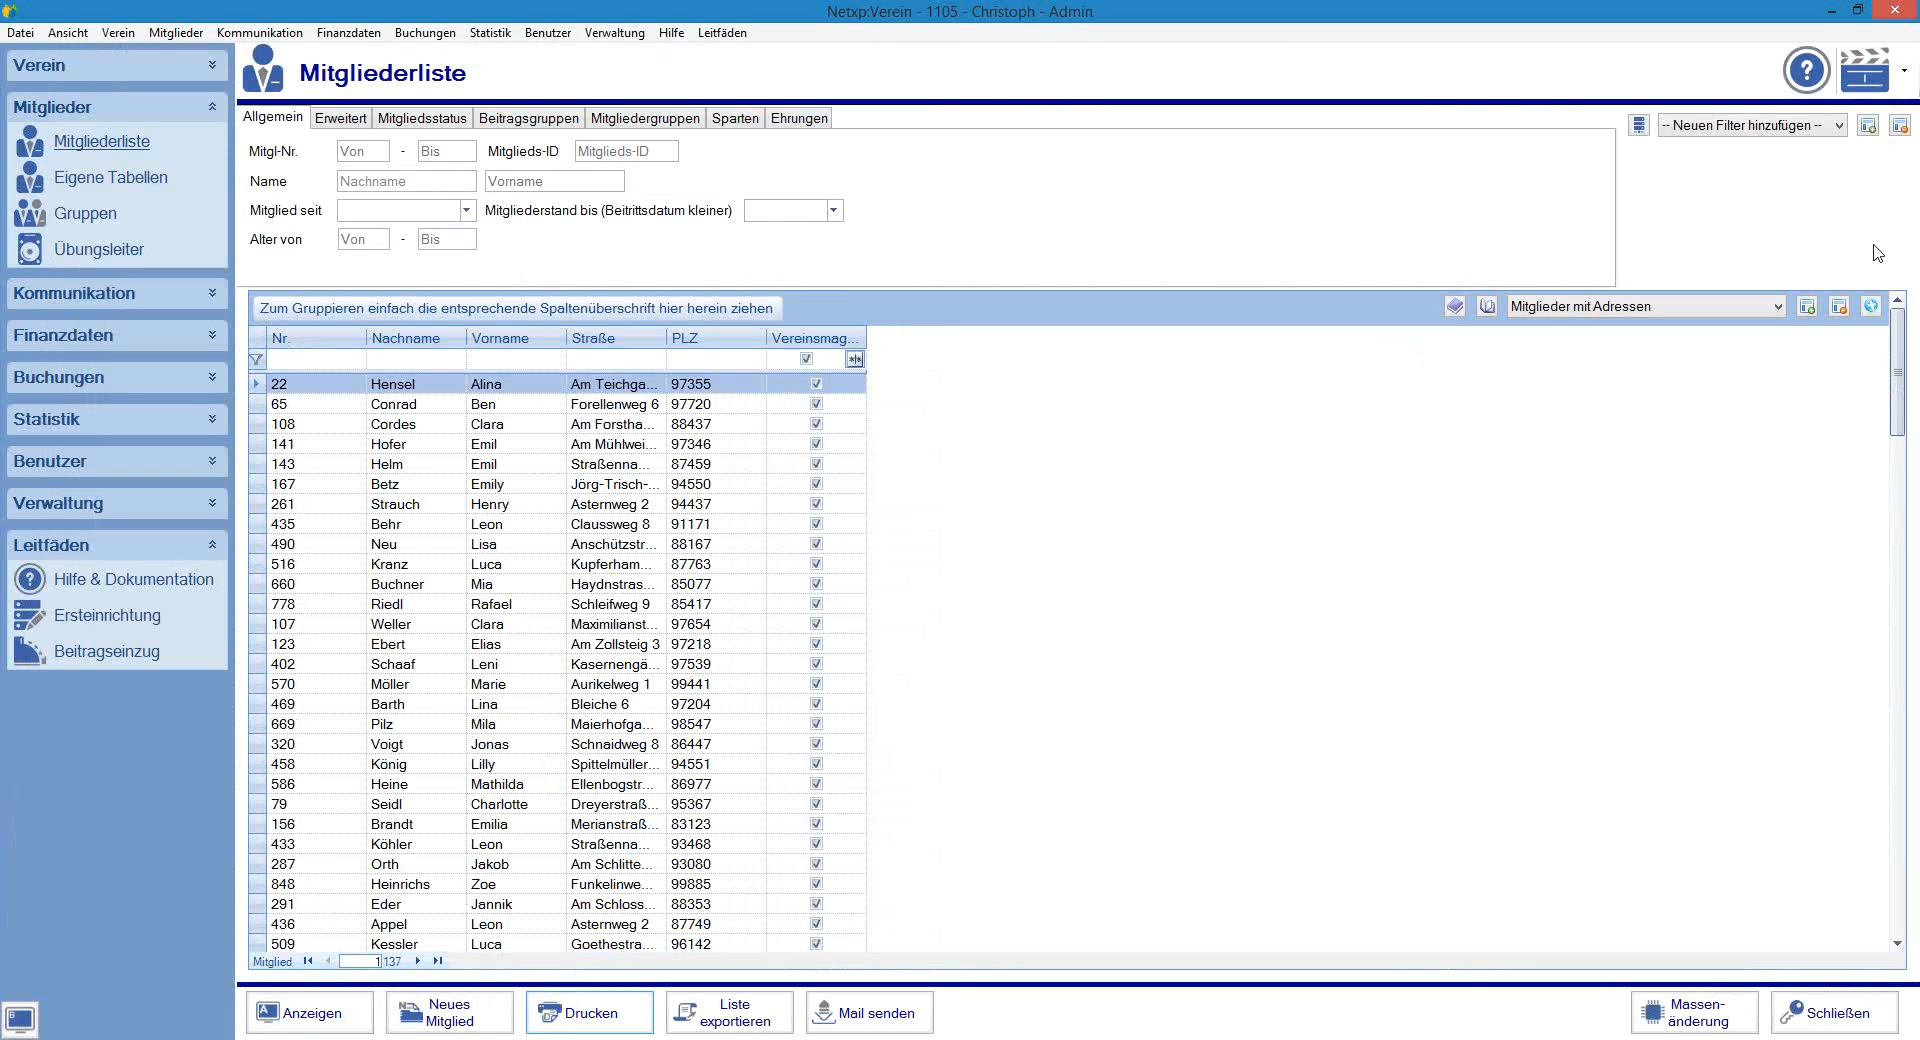 Netxp:Verein - 1105 - Christoph - Admin
Datei Ansicht Verein Mitglieder Kommunikation Finanzdaten Buchungen Statistik Benutzer Verwaltung Hilfe Leitfäden
Verein
Mitglieder
Mitgliederliste
Eigene Tabellen
Gruppen
Übungsleiter
Kommunikation
Finanzdaten
Buchungen
Statistik
Benutzer
Verwaltung
Leitfäden
Hilfe & Dokumentation
Ersteinrichtung
Beitragseinzug
Mitgliederliste
Allgemein Erweitert Mitgliedsstatus Beitragsgruppen Mitgliedergruppen Sparten Ehrungen
-- Neuen Filter hinzufügen --
Mitgl-Nr. Von - Bis Mitglieds-ID Mitglieds-ID
Name Nachname Vorname
Mitglied seit Mitgliederstand bis (Beitrittsdatum kleiner)
Alter von Von - Bis
Zum Gruppieren einfach die entsprechende Spaltenüberschrift hier herein ziehen
Mitglieder mit Adressen
Nr. Nachname Vorname Straße PLZ Vereinsmag...
22 Hensel Alina Am Teichga... 97355
65 Conrad Ben Forellenweg 6 97720
108 Cordes Clara Am Forstha... 88437
141 Hofer Emil Am Mühlwei... 97346
143 Helm Emil Straßenna... 87459
167 Betz Emily Jörg-Trisch-... 94550
261 Strauch Henry Asternweg 2 94437
435 Behr Leon Claussweg 8 91171
490 Neu Lisa Anschützstr... 88167
516 Kranz Luca Kupferham... 87763
660 Buchner Mia Haydnstras... 85077
778 Riedl Rafael Schleifweg 9 85417
107 Weller Clara Maximilianst... 97654
123 Ebert Elias Am Zollsteig 3 97218
402 Schaaf Leni Kasernengä... 97539
570 Möller Marie Aurikelweg 1 99441
469 Barth Lina Bleiche 6 97204
669 Pilz Mila Maierhofga... 98547
320 Voigt Jonas Schnaidweg 8 86447
458 König Lilly Spittelmüller... 94551
586 Heine Mathilda Ellenbogstr... 86977
79 Seidl Charlotte Dreyerstraß... 95367
156 Brandt Emilia Merianstraß... 83123
433 Köhler Leon Straßenna... 93468
287 Orth Jakob Am Schlitte... 93080
848 Heinrichs Zoe Funkelinwe... 99885
291 Eder Jannik Am Schloss... 88353
436 Appel Leon Asternweg 2 87749
509 Kessler Luca Goethestra... 96142
Mitglied 1 137
Anzeigen
Neues
Mitglied
Drucken
Liste
exportieren
Mail senden
Massen-
änderung
Schließen